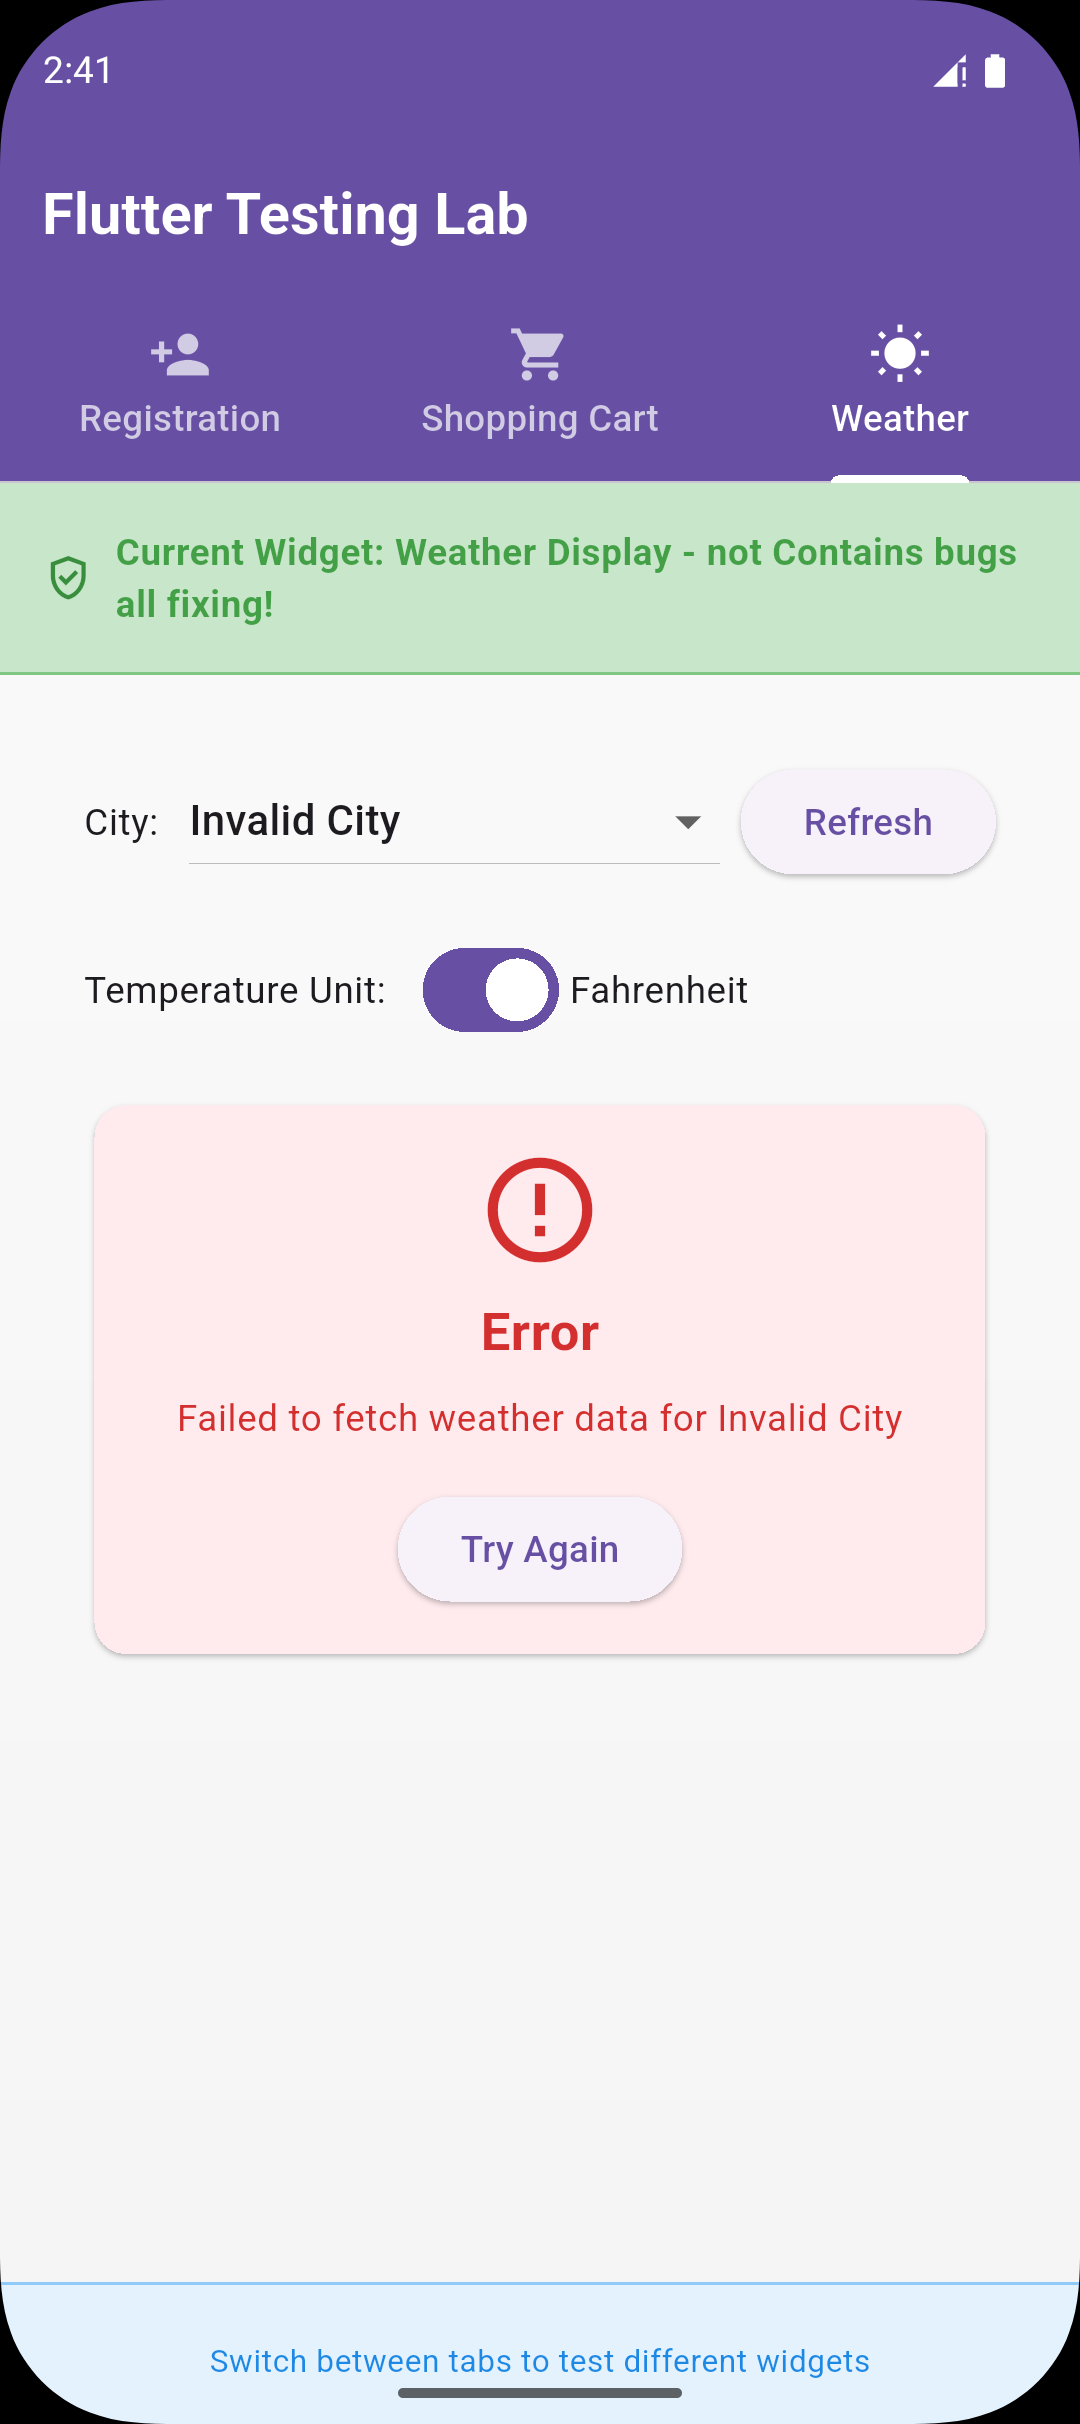 2:41
Flutter Testing Lab
Registration
Shopping Cart
Weather
Current Widget: Weather Display - not Contains bugs
all fixing!
City:
Invalid City
Refresh
Temperature Unit:
Fahrenheit
Error
Failed to fetch weather data for Invalid City
Try Again
Switch between tabs to test different widgets